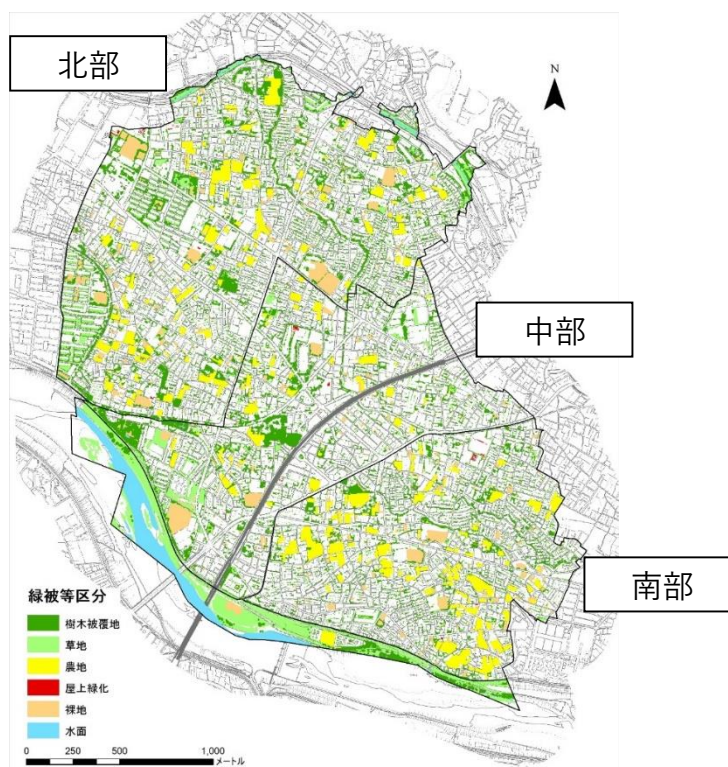 北部
N
中部
南部
緑被等区分
樹木被覆地
草地
農地
屋上緑化
裸地
水面
0 250 500 1,000
メートル